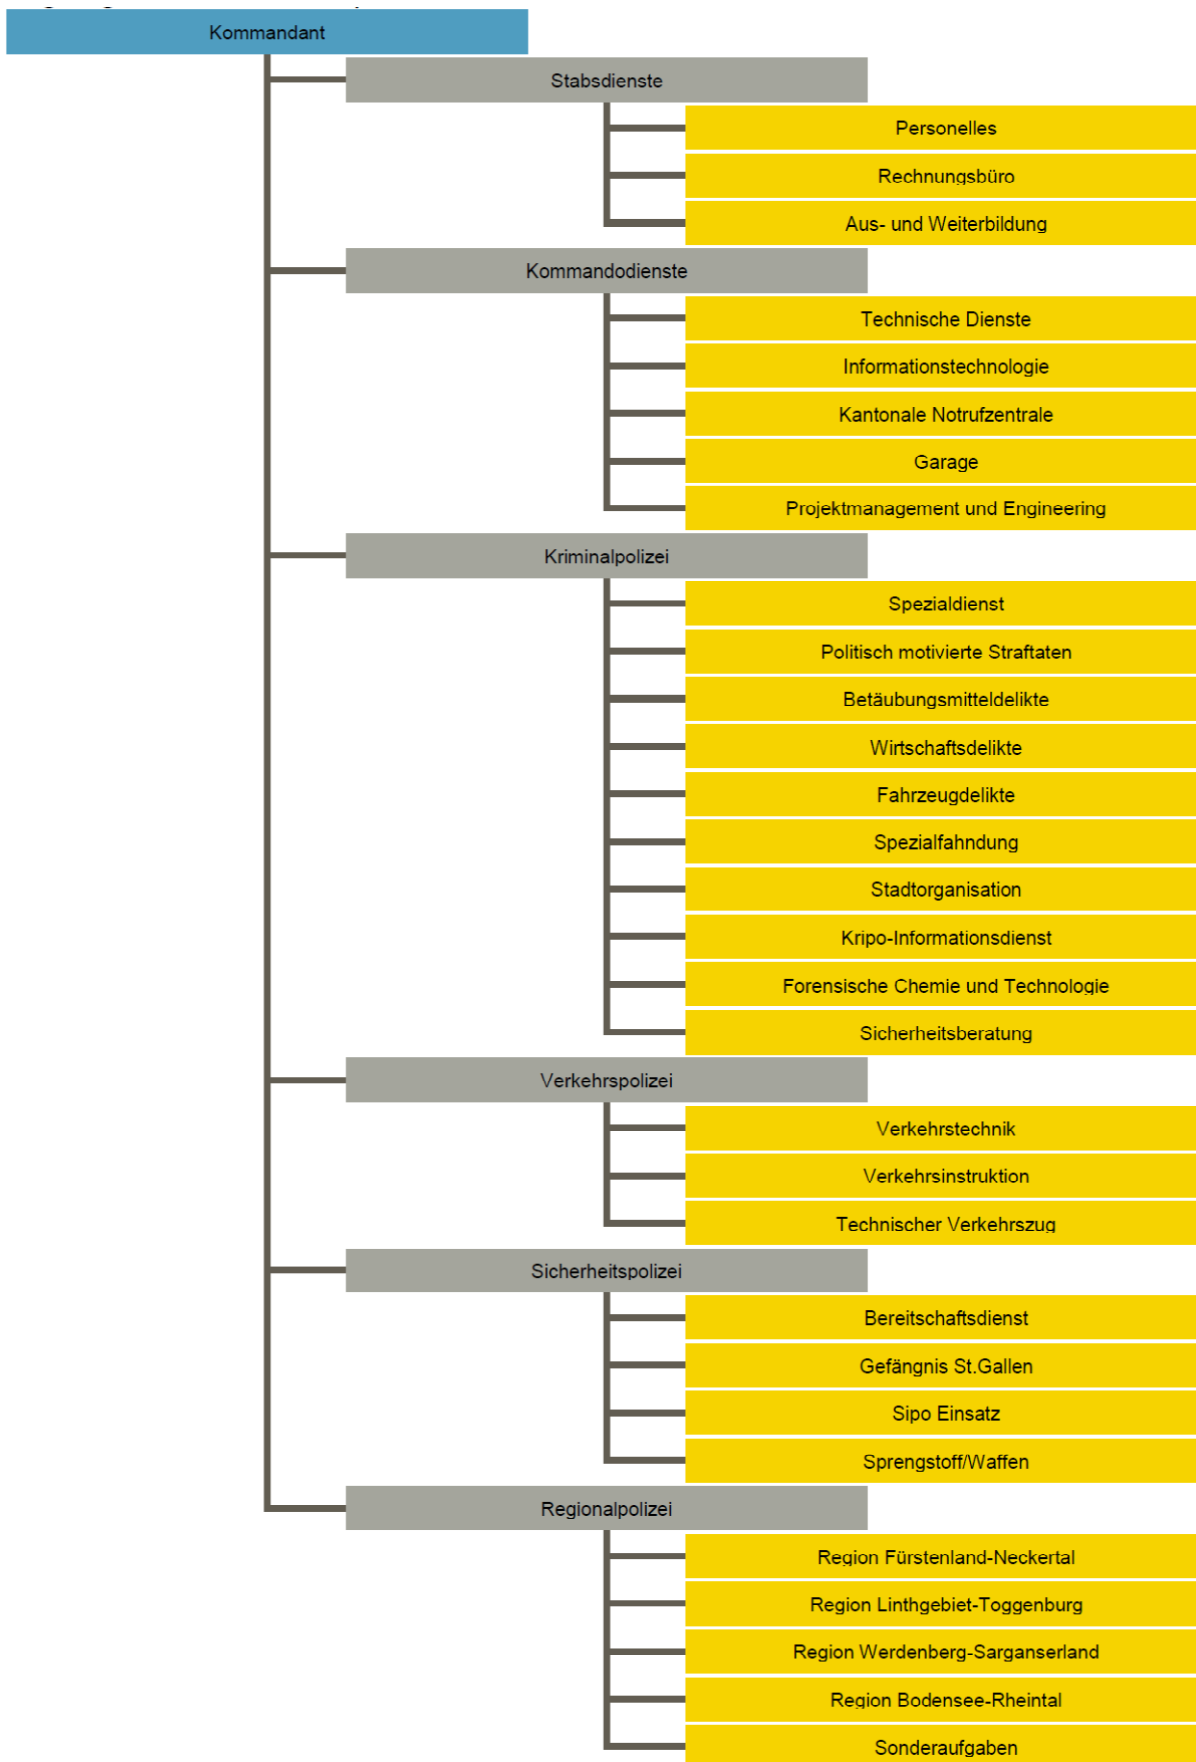 Kommandant
Stabsdienste
Personelles
Rechnungsbüro
Aus- und Weiterbildung
Kommandodienste
Technische Dienste
Informationstechnologie
Kantonale Notrufzentrale
Garage
Projektmanagement und Engineering
Kriminalpolizei
Spezialdienst
Politisch motivierte Straftaten
Betäubungsmitteldelikte
Wirtschaftsdelikte
Fahrzeugdelikte
Spezialfahndung
Stadtorganisation
Kripo-Informationsdienst
Forensische Chemie und Technologie
Sicherheitsberatung
Verkehrspolizei
Verkehrstechnik
Verkehrsinstruktion
Technischer Verkehrszug
Sicherheitspolizei
Bereitschaftsdienst
Gefängnis St.Gallen
Sipo Einsatz
Sprengstoff/Waffen
Regionalpolizei
Region Fürstenland-Neckertal
Region Linthgebiet-Toggenburg
Region Werdenberg-Sarganserland
Region Bodensee-Rheintal
Sonderaufgaben